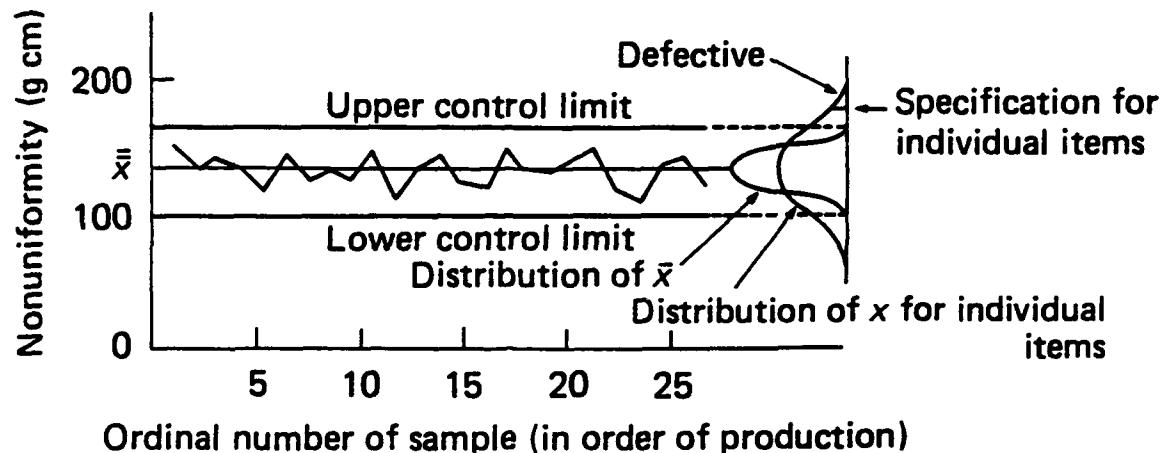 Nonuniformity (g cm)
200
x̿
100
0
Upper control limit
Lower control limit
Defective
Specification for
individual items
Distribution of x̄
Distribution of x for individual
items
5 10 15 20 25
Ordinal number of sample (in order of production)